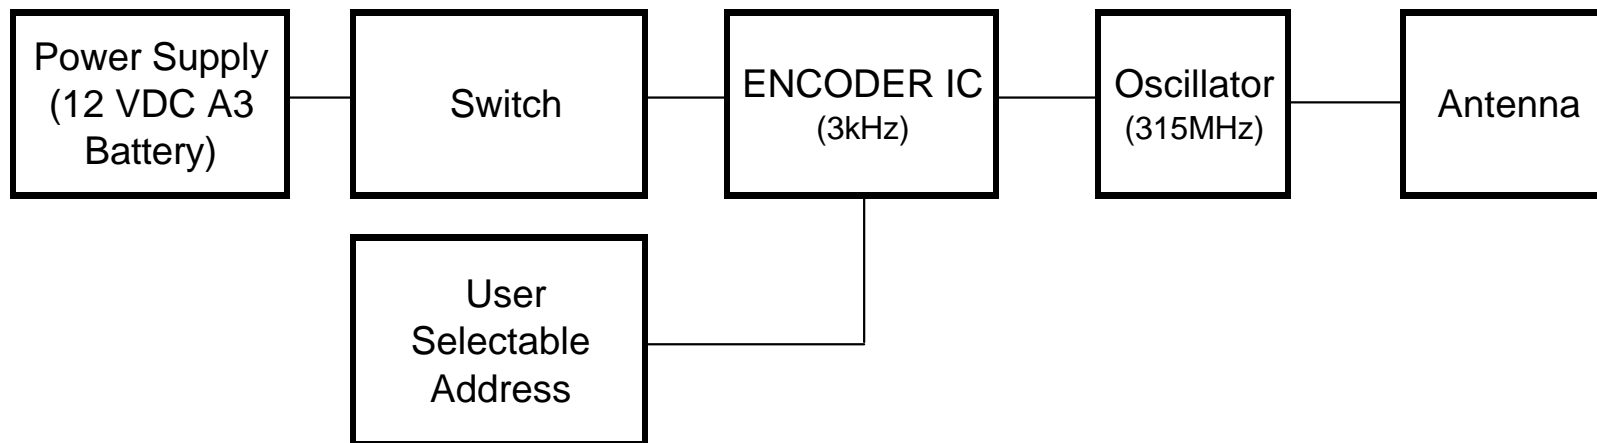 Power Supply
(12 VDC A3
Battery)
Switch
ENCODER IC
(3kHz)
Oscillator
(315MHz)
Antenna
User
Selectable
Address